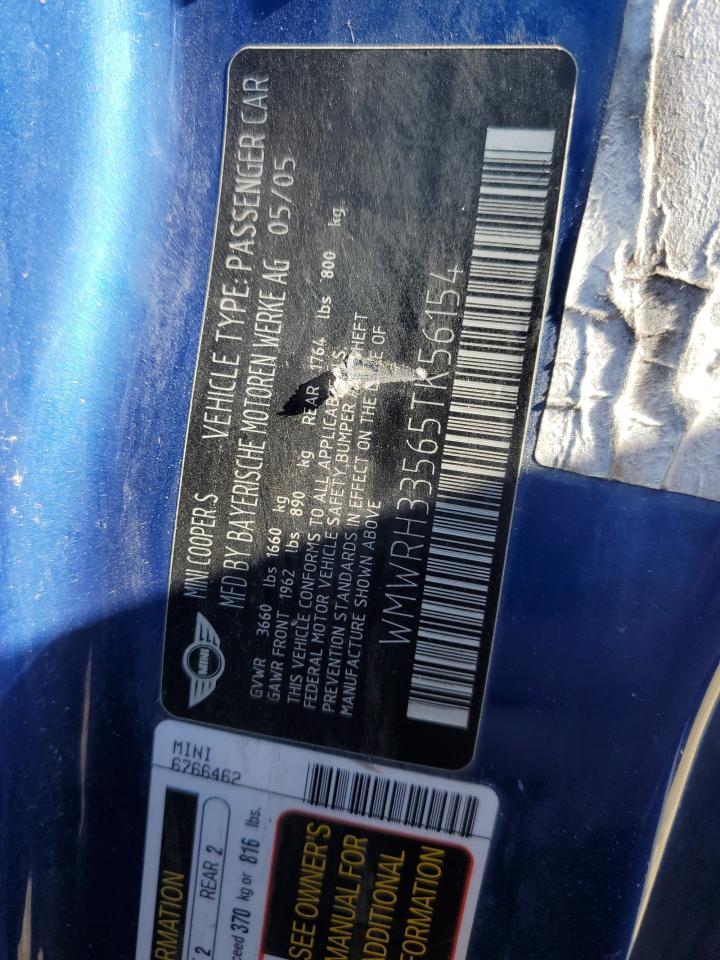 MINI
MINI COOPER S VEHICLE TYPE: PASSENGER CAR
MFD BY BAYERISCHE MOTOREN WERKE AG 05/05
GVWR 3660 lbs 1660 kg
GAWR FRONT 1962 lbs 890 kg REAR 1764 lbs 800 kg
THIS VEHICLE CONFORMS TO ALL
FEDERAL MOTOR VEHICLE SAFETY BUMPER
PREVENTION STANDARDS IN EFFECT ON THE OF
MANUFACTURE SHOWN ABOVE
WMWRH33565TK56154
MINI
6766462
REAR 2
2
370 kg or 816 lbs.
SEE OWNER'S
MANUAL FOR
ADDITIONAL